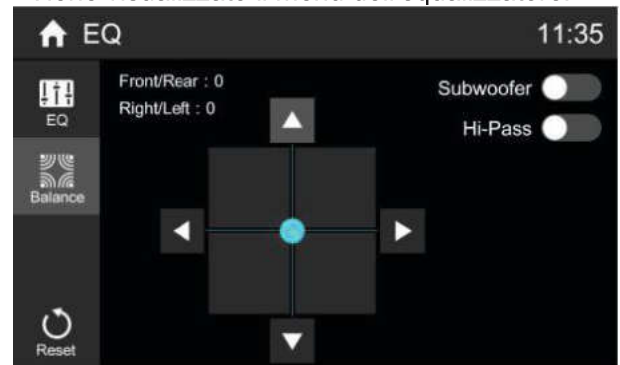 EQ 11:35
EQ
Balance
Reset
Front/Rear : 0
Right/Left : 0
Subwoofer
Hi-Pass